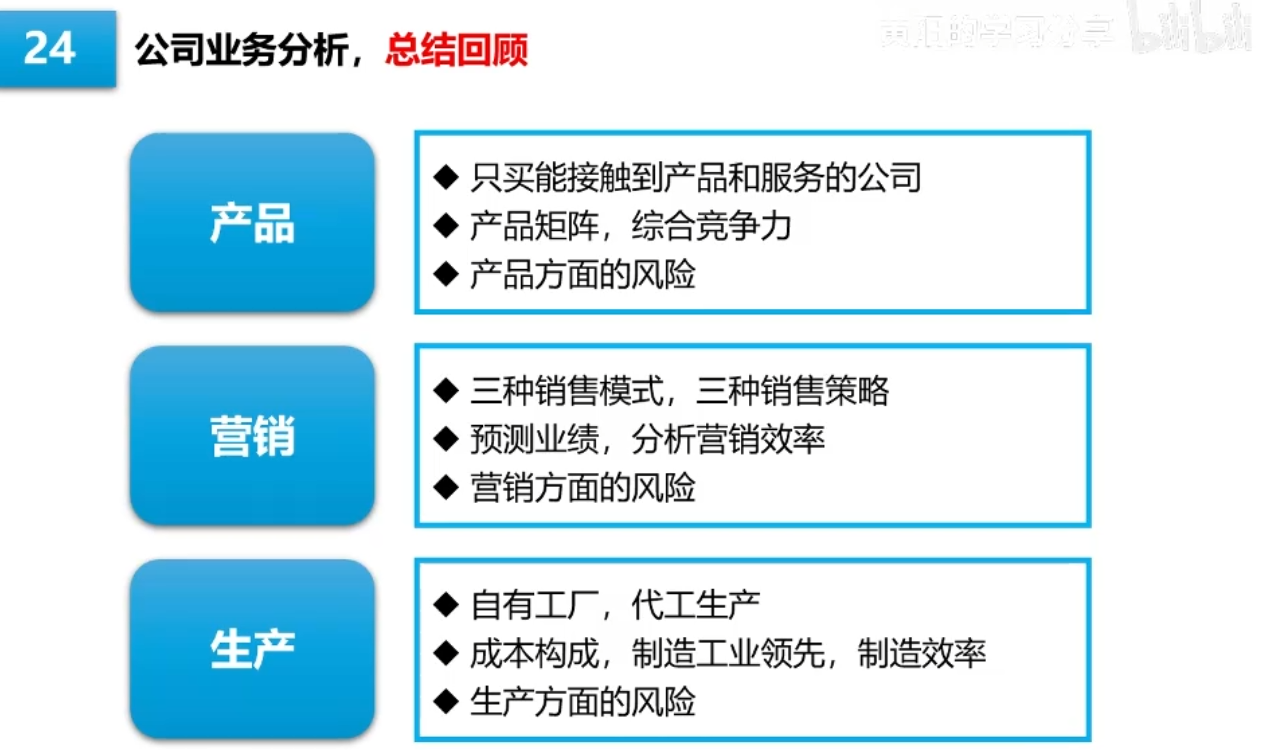 24
公司业务分析，总结回顾
bilibili
产品
◆ 只买能接触到产品和服务的公司
◆ 产品矩阵，综合竞争力
◆ 产品方面的风险
营销
◆ 三种销售模式，三种销售策略
◆ 预测业绩，分析营销效率
◆ 营销方面的风险
生产
◆ 自有工厂，代工生产
◆ 成本构成，制造工业领先，制造效率
◆ 生产方面的风险